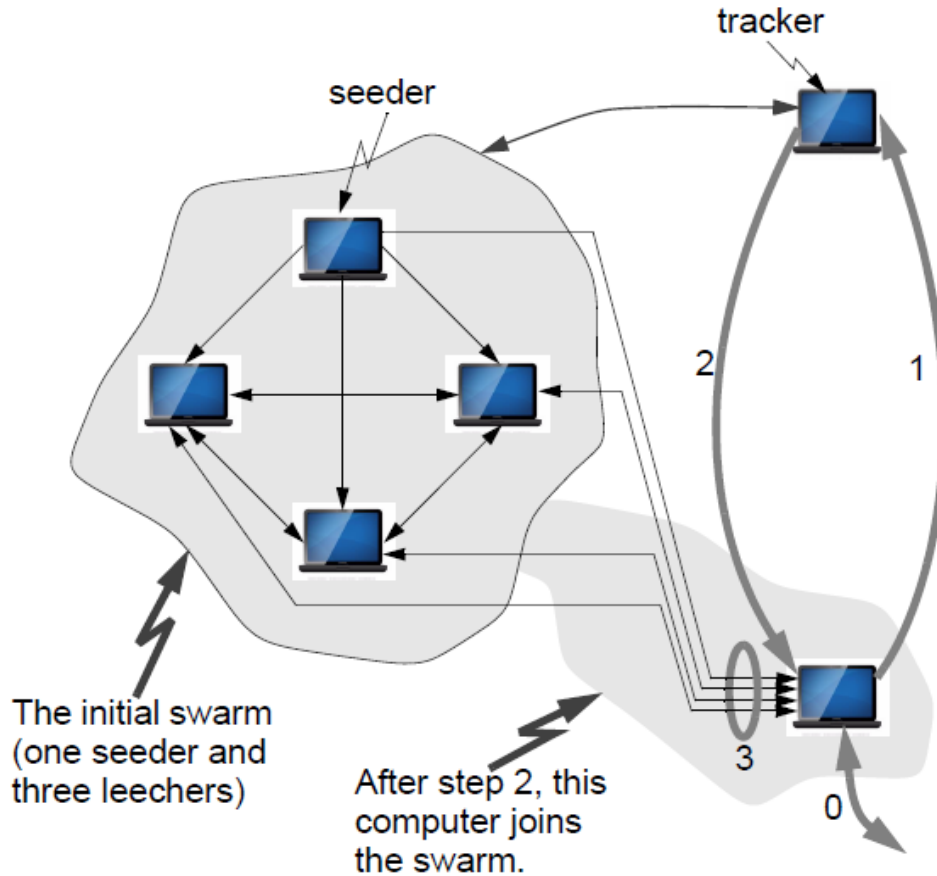 tracker
seeder
2
1
The initial swarm
(one seeder and
three leechers)
3
After step 2, this
computer joins
the swarm.
0